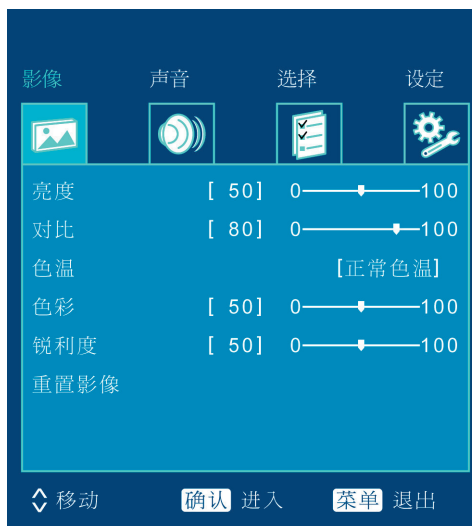 影像 声音 选择 设定
亮度 [ 50] 0 100
对比 [ 80] 0 100
色温 [正常色温]
色彩 [ 50] 0 100
锐利度 [ 50] 0 100
重置影像
移动 确认 进入 菜单 退出